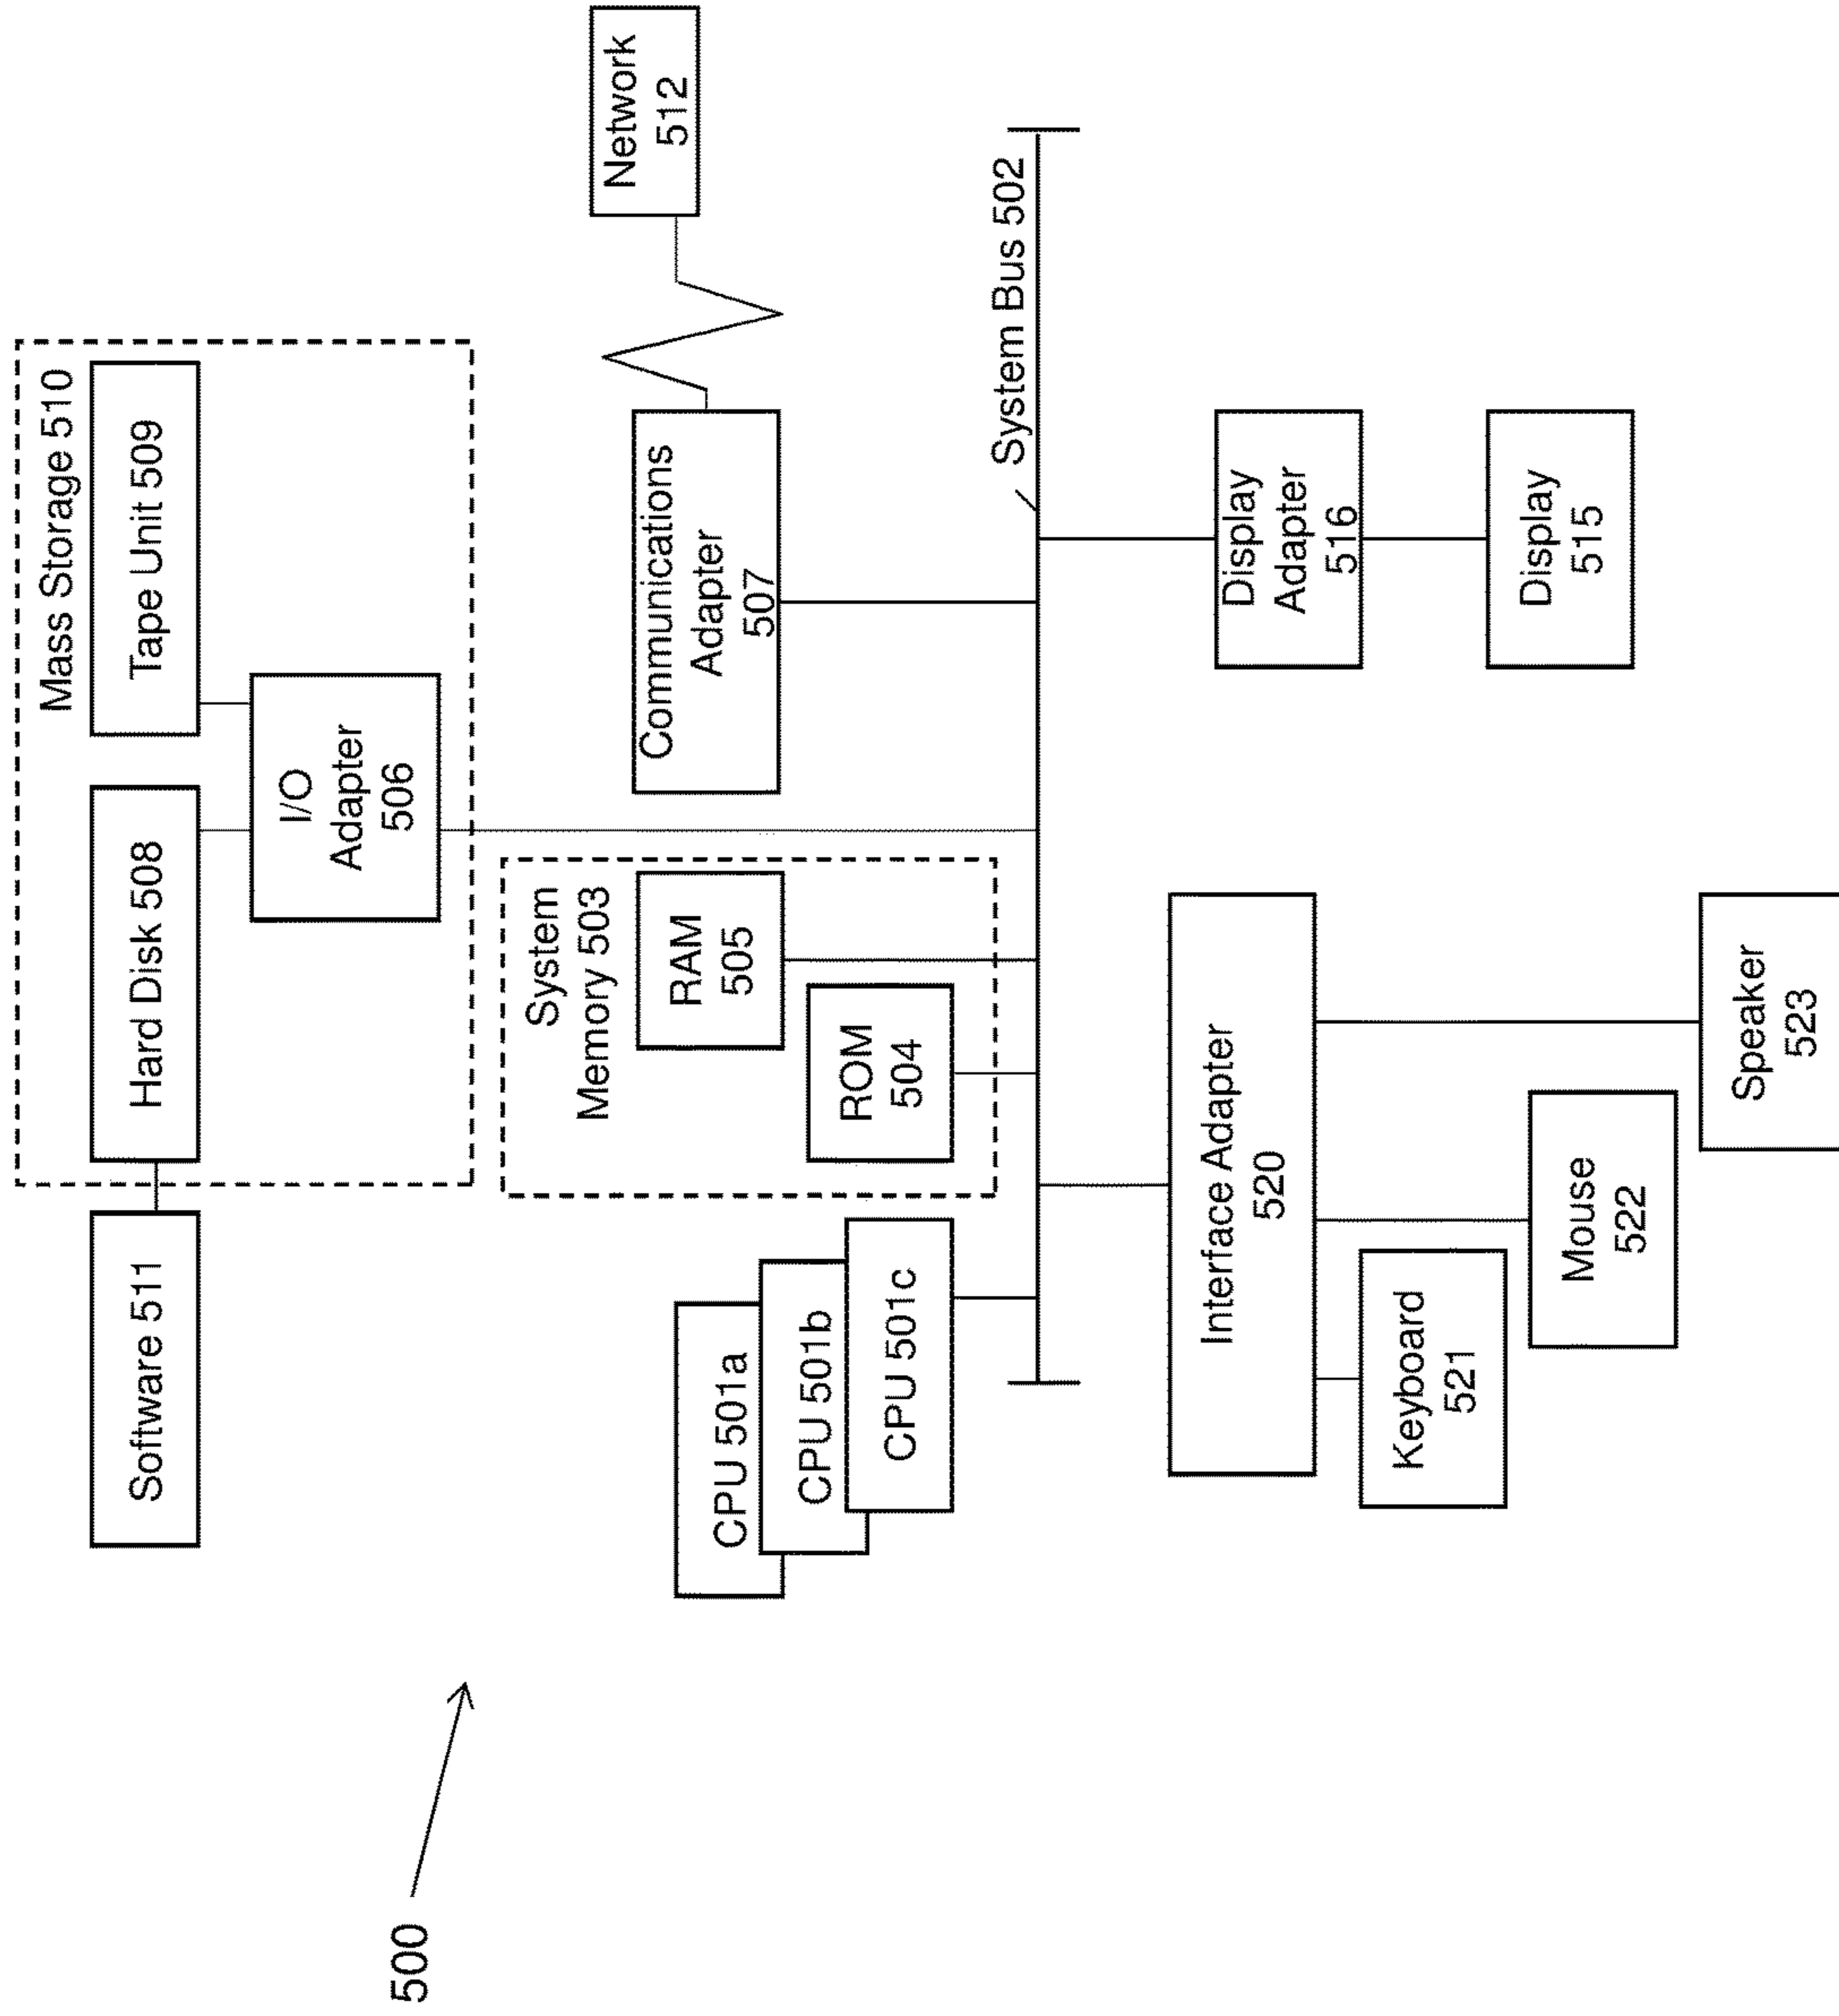 500
Software 511
Hard Disk 508
Mass Storage 510
Tape Unit 509
I/O
Adapter
506
System
Memory 503
RAM
505
ROM
504
CPU 501a
CPU 501b
CPU 501c
Communications
Adapter
507
Network
512
System Bus 502
Interface Adapter
520
Keyboard
521
Mouse
522
Speaker
523
Display
Adapter
516
Display
515